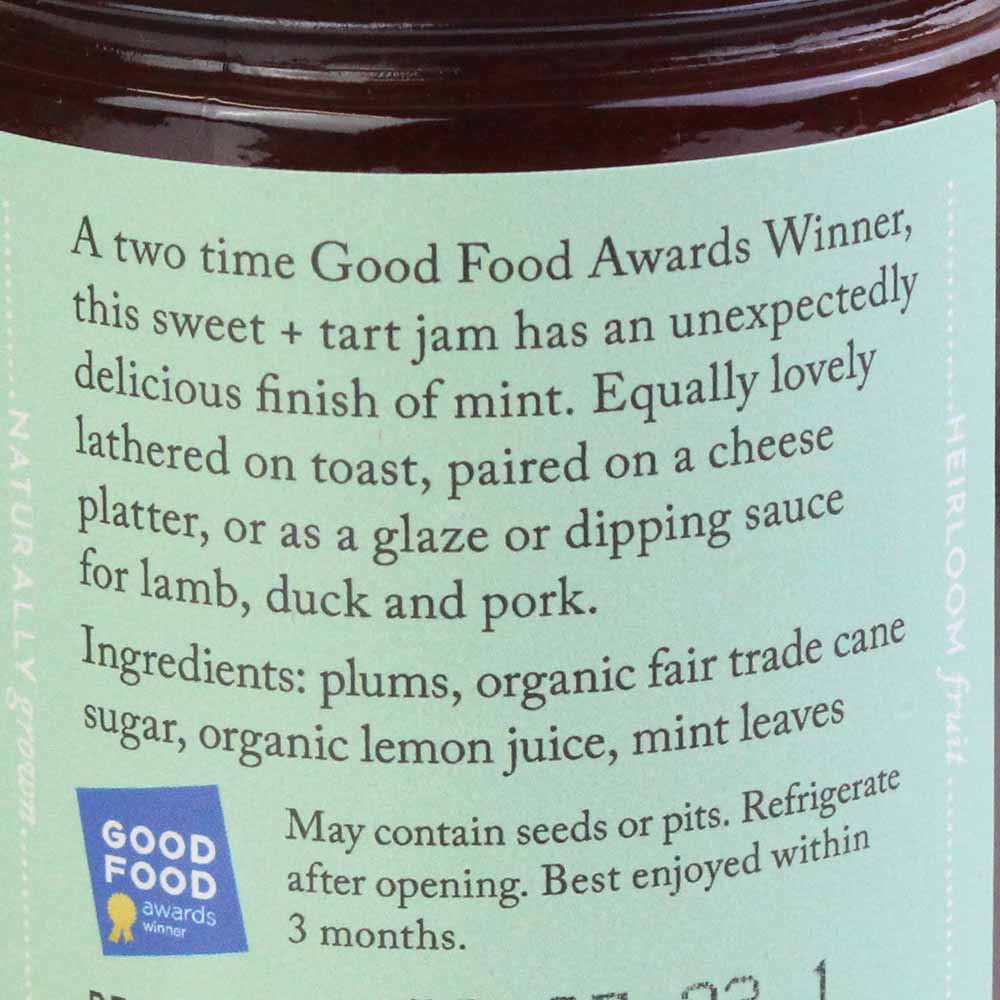 A two time Good Food Awards Winner,
this sweet + tart jam has an unexpectedly
delicious finish of mint. Equally lovely
lathered on toast, paired on a cheese
platter, or as a glaze or dipping sauce
for lamb, duck and pork.
Ingredients: plums, organic fair trade cane
sugar, organic lemon juice, mint leaves
GOOD
FOOD
awards
winner
May contain seeds or pits. Refrigerate
after opening. Best enjoyed within
3 months.
NATURALLY grown
HEIRLOOM fruit